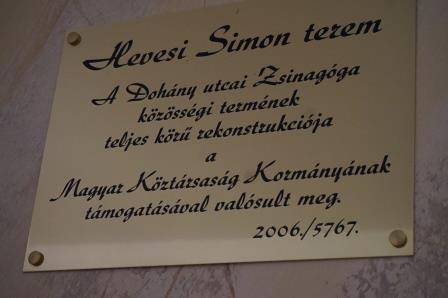 Hevesi Simon terem
A Dohány utcai Zsinagóga
közösségi termének
teljes körű rekonstrukciója
a
Magyar Köztársaság Kormányának
támogatásával valósult meg.
2006./5767.